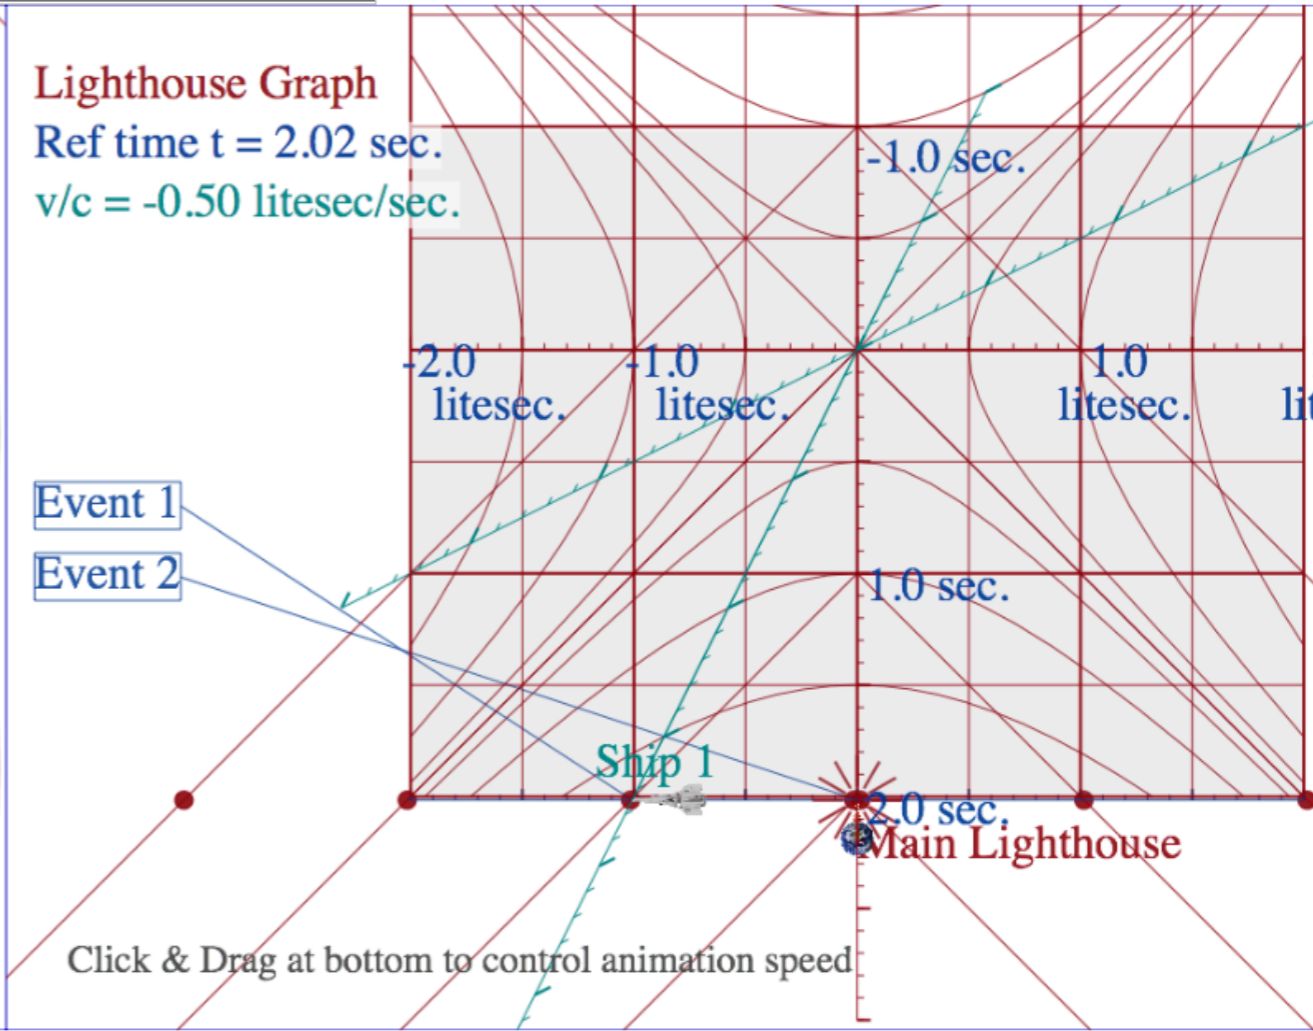 Lighthouse Graph
Ref time t = 2.02 sec.
v/c = -0.50 litesec/sec.
-1.0 sec.
-2.0
litesec.
-1.0
litesec.
1.0
litesec.
lit
Event 1
Event 2
1.0 sec.
Ship 1
2.0 sec.
Main Lighthouse
Click & Drag at bottom to control animation speed